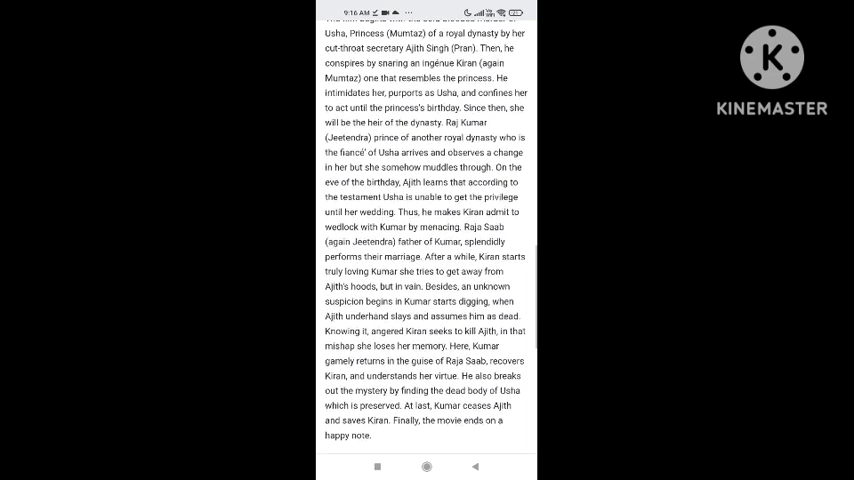 9:16 AM
Usha, Princess (Mumtaz) of a royal dynasty by her
cut-throat secretary Ajith Singh (Pran). Then, he
conspires by snaring an ingénue Kiran (again
Mumtaz) one that resembles the princess. He
intimidates her, purports as Usha, and confines her
to act until the princess's birthday. Since then, she
will be the heir of the dynasty. Raj Kumar
(Jeetendra) prince of another royal dynasty who is
the fiancé' of Usha arrives and observes a change
in her but she somehow muddles through. On the
eve of the birthday, Ajith learns that according to
the testament Usha is unable to get the privilege
until her wedding. Thus, he makes Kiran admit to
wedlock with Kumar by menacing. Raja Saab
(again Jeetendra) father of Kumar, splendidly
performs their marriage. After a while, Kiran starts
truly loving Kumar she tries to get away from
Ajith's hoods, but in vain. Besides, an unknown
suspicion begins in Kumar starts digging, when
Ajith underhand slays and assumes him as dead.
Knowing it, angered Kiran seeks to kill Ajith, in that
mishap she loses her memory. Here, Kumar
gamely returns in the guise of Raja Saab, recovers
Kiran, and understands her virtue. He also breaks
out the mystery by finding the dead body of Usha
which is preserved. At last, Kumar ceases Ajith
and saves Kiran. Finally, the movie ends on a
happy note.
K
KINEMASTER